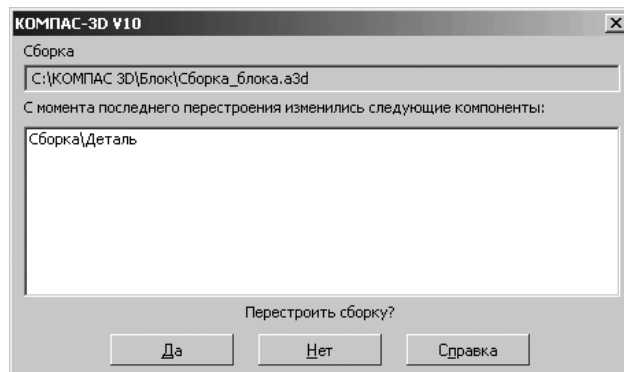 КОМПАС-3D V10
Сборка
C:\КОМПАС 3D\Блок\Сборка_блока.a3d
С момента последнего перестроения изменились следующие компоненты:
Сборка\Деталь
Перестроить сборку?
Да Нет Справка